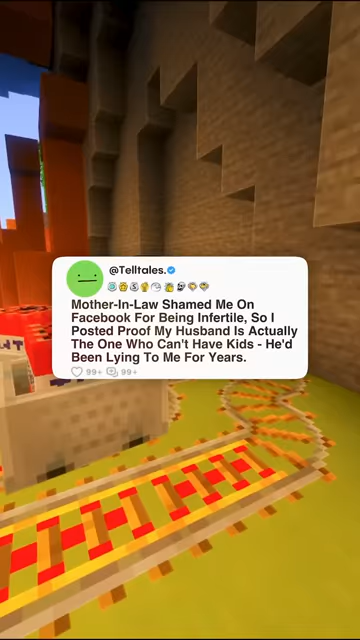 @Telltales.
Mother-In-Law Shamed Me On
Facebook For Being Infertile, So I
Posted Proof My Husband Is Actually
The One Who Can't Have Kids - He'd
Been Lying To Me For Years.
99+ 99+